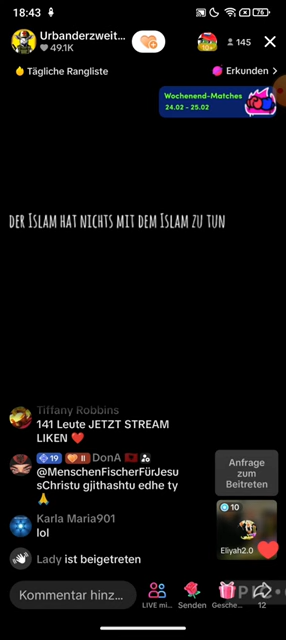 18:43
76
Urbanderzweit...
49.1K
145
Tägliche Rangliste
Erkunden
Wochenend-Matches
24.02 - 25.02
DER ISLAM HAT NICHTS MIT DEM ISLAM ZU TUN
Tiffany Robbins
141 Leute JETZT STREAM
LIKEN
19 II DonA
@MenschenFischerFürJesu
sChristu gjithashtu edhe ty
Anfrage
zum
Beitreten
Karla Maria901
lol
10
Eliyah2.0
Lady ist beigetreten
Kommentar hinz...
LIVE mi...
Senden
Gesche...
12